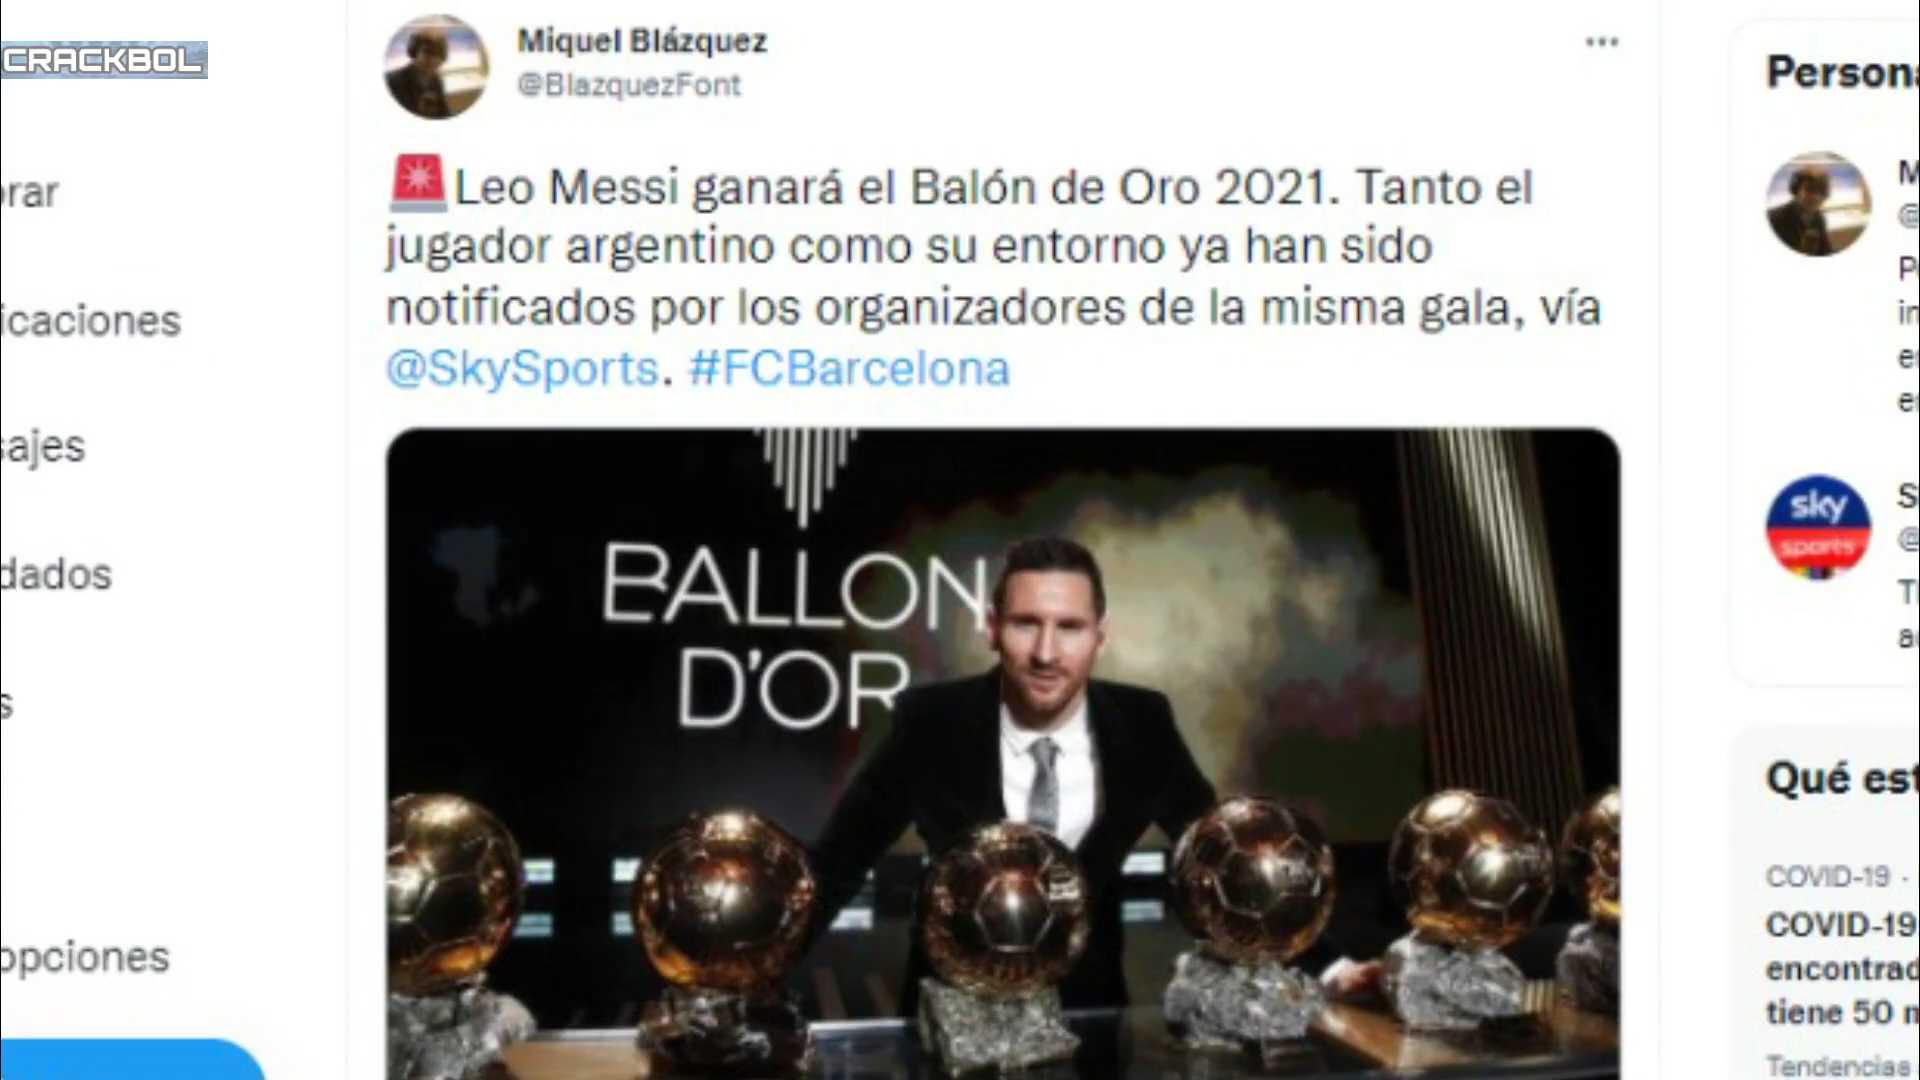 CRACKBOL
Miquel Blázquez
@BlazquezFont
Leo Messi ganará el Balón de Oro 2021. Tanto el
jugador argentino como su entorno ya han sido
notificados por los organizadores de la misma gala, vía
@SkySports. #FCBarcelona
BALLON
D'OR
orar
icaciones
sajes
dados
s
opciones
Persona
M
@
sky
sports
S
@
Qué est
COVID-19 ·
COVID-19
encontrad
tiene 50 m
Tendencias